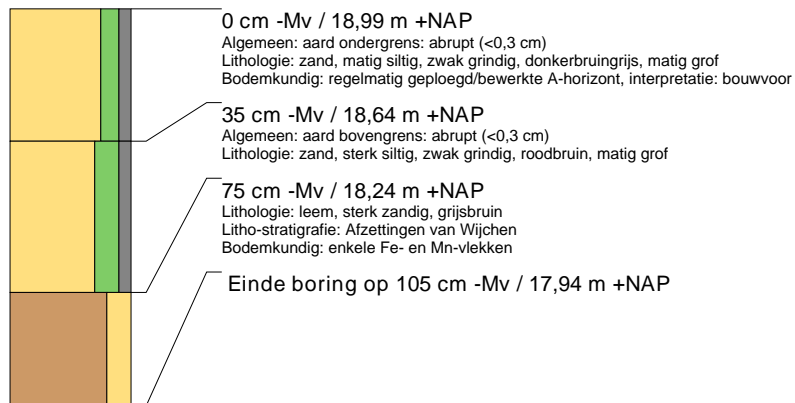 0 cm -Mv / 18,99 m +NAP
Algemeen: aard ondergrens: abrupt (<0,3 cm)
Lithologie: zand, matig siltig, zwak grindig, donkerbruingrijs, matig grof
Bodemkundig: regelmatig geploegd/bewerkte A-horizont, interpretatie: bouwvoor
35 cm -Mv / 18,64 m +NAP
Algemeen: aard bovengrens: abrupt (<0,3 cm)
Lithologie: zand, sterk siltig, zwak grindig, roodbruin, matig grof
75 cm -Mv / 18,24 m +NAP
Lithologie: leem, sterk zandig, grijsbruin
Litho-stratigrafie: Afzettingen van Wijchen
Bodemkundig: enkele Fe- en Mn-vlekken
Einde boring op 105 cm -Mv / 17,94 m +NAP